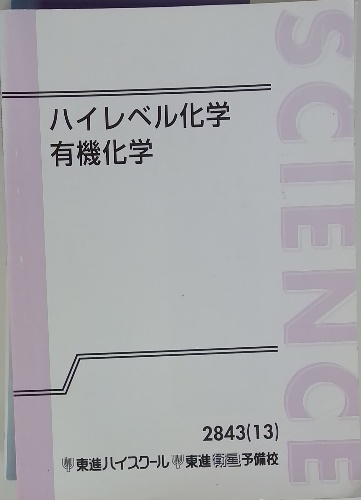 SCIENCE
ハイレベル化学
有機化学
2843(13)
東進ハイスクール 東進衛星予備校